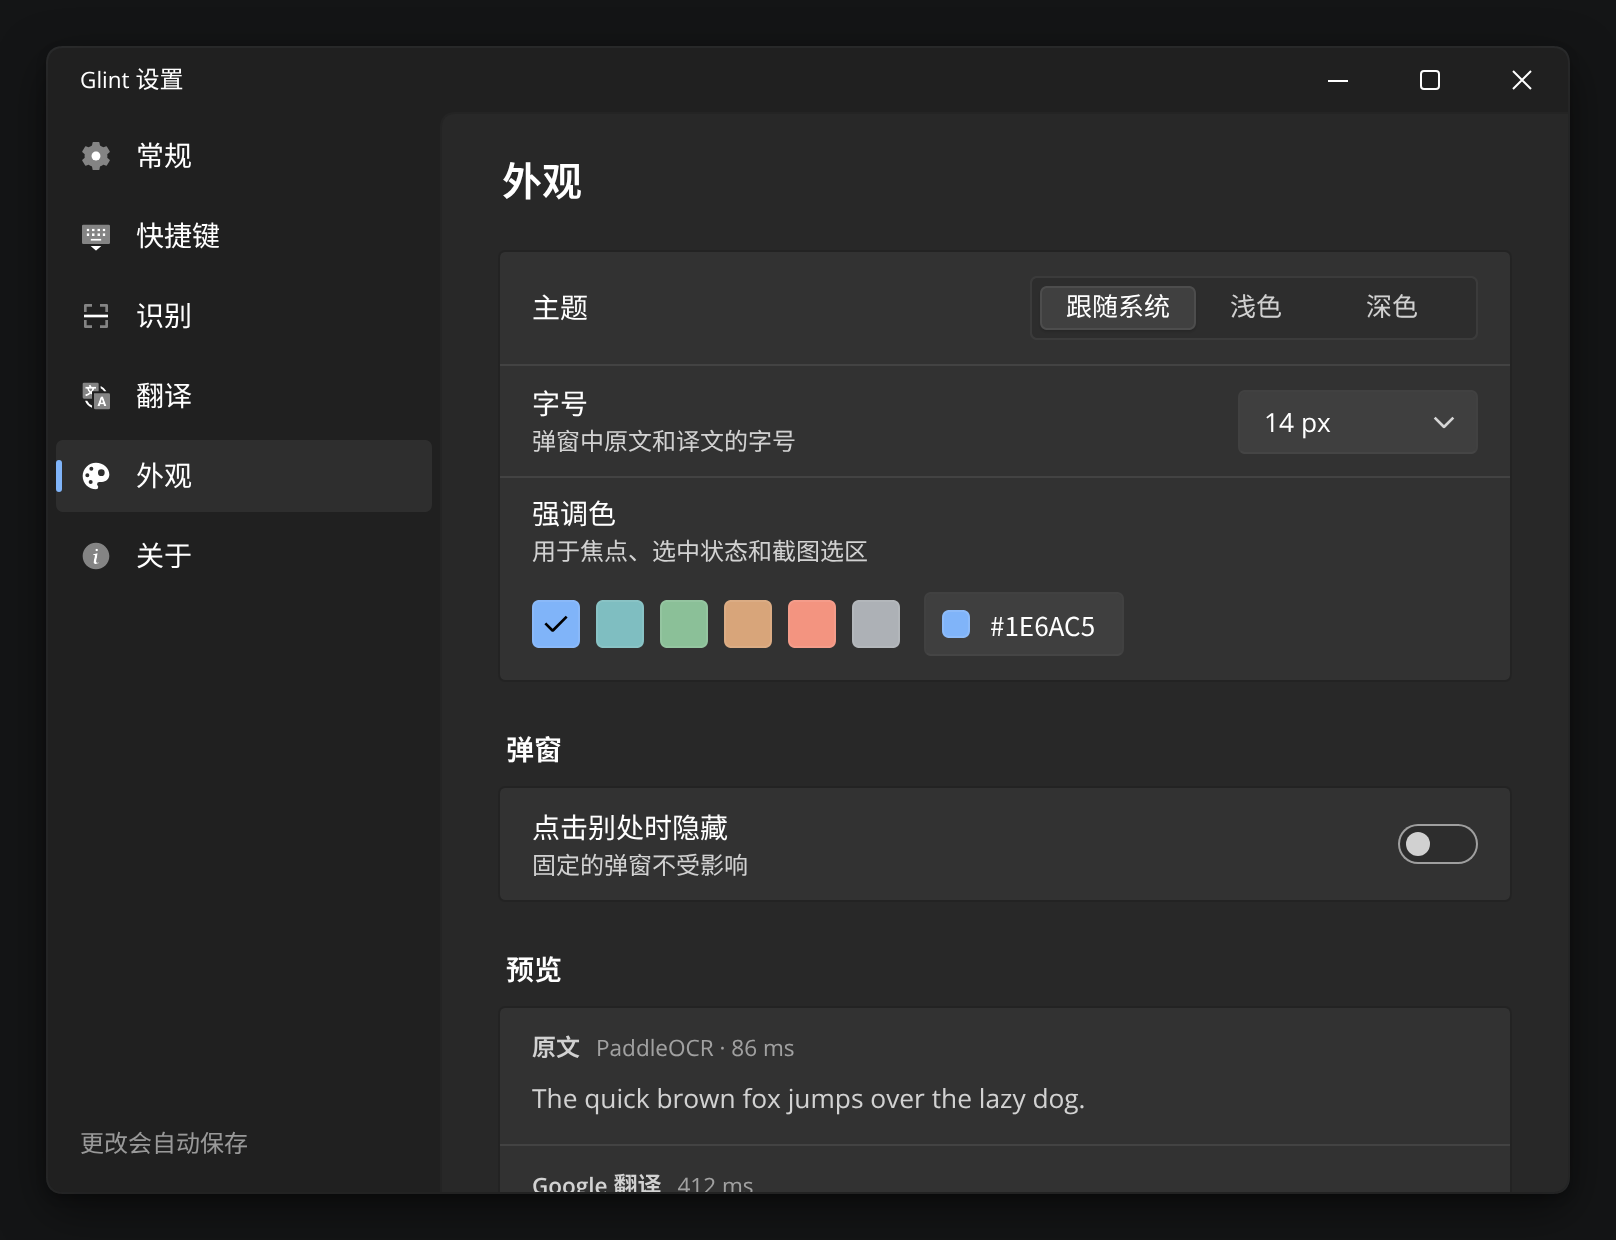 Glint 设置
常规
快捷键
识别
翻译
外观
关于
更改会自动保存
外观
主题
跟随系统 浅色 深色
字号
弹窗中原文和译文的字号
14 px
强调色
用于焦点、选中状态和截图选区
#1E6AC5
弹窗
点击别处时隐藏
固定的弹窗不受影响
预览
原文 PaddleOCR · 86 ms
The quick brown fox jumps over the lazy dog.
Google 翻译 412 ms